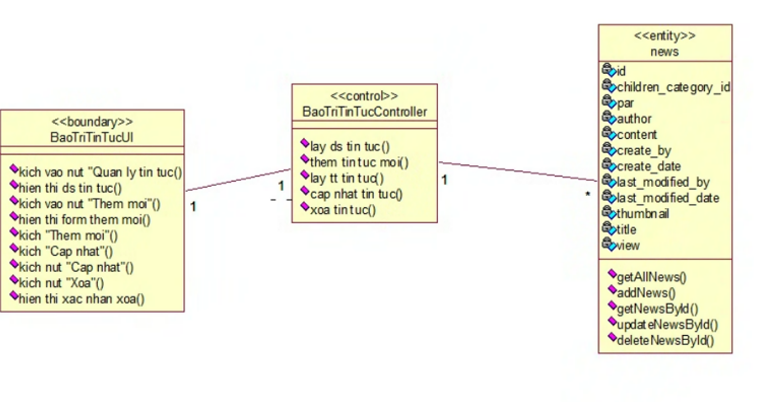 <<boundary>>
BaoTriTinTucUI
kich vao nut "Quan ly tin tuc()
hien thi ds tin tuc()
kich vao nut "Them moi"()
hien thi form them moi()
kich "Them moi"()
kich "Cap nhat"()
kich nut "Cap nhat"()
kich nut "Xoa"()
hien thi xac nhan xoa()
1
1
<<control>>
BaoTriTinTucController
lay ds tin tuc()
them tin tuc moi()
lay tt tin tuc()
cap nhat tin tuc()
xoa tin tuc()
1
*
<<entity>>
news
id
children_category_id
par
author
content
create_by
create_date
last_modified_by
last_modified_date
thumbnail
title
view
getAllNews()
addNews()
getNewsById()
updateNewsById()
deleteNewsById()